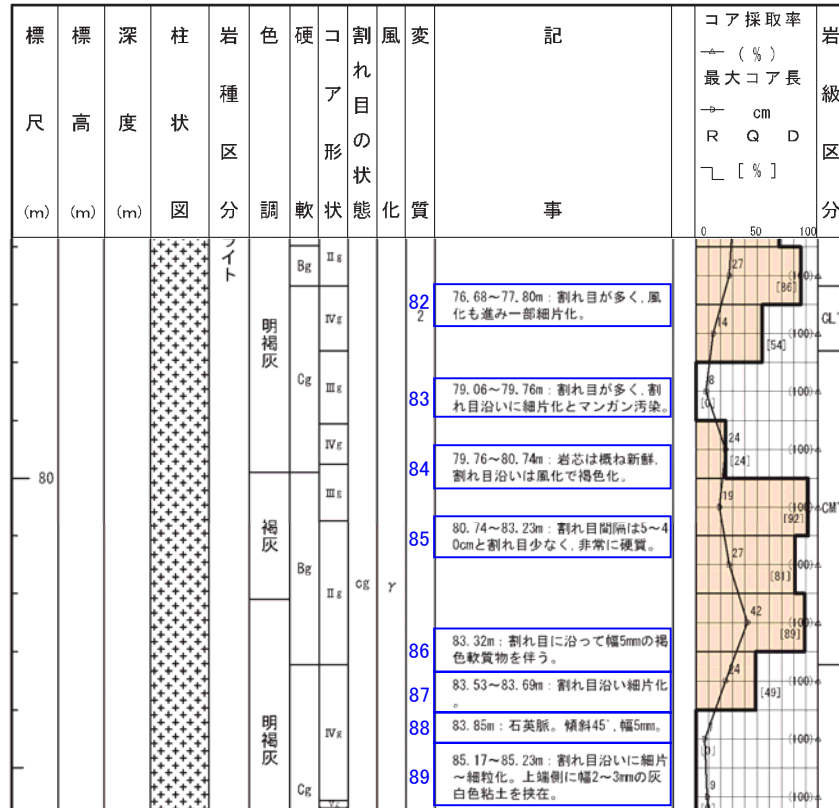 標尺(m)
標高(m)
深度(m)
柱状図
岩種区分
色調
硬軟
コア形状
割れ目の状態
風化
変質
記事
コア採取率
(%)
最大コア長
cm
RQD
[%]
岩級区分
0 50 100
ライト
80
明褐灰
褐灰
明褐灰
Bg
Cg
Bg
Cg
Ⅱg
Ⅳg
Ⅲg
Ⅳg
Ⅲg
Ⅱg
Ⅳg
cg
γ
2
82
76.68~77.80m:割れ目が多く,風
化も進み一部細片化。
83
79.06~79.76m:割れ目が多く,割
れ目沿いに細片化とマンガン汚染。
84
79.76~80.74m:岩芯は概ね新鮮,
割れ目沿いは風化で褐色化。
85
80.74~83.23m:割れ目間隔は5~4
0cmと割れ目少なく,非常に硬質。
86
83.32m:割れ目に沿って幅5mmの褐
色軟質物を伴う。
87
83.53~83.69m:割れ目沿い細片化
。
88
83.85m:石英脈。傾斜45°,幅5mm。
89
85.17~85.23m:割れ目沿いに細片
~細粒化。上端側に幅2~3mmの灰
白色粘土を挟在。
27 (100) [86]
14 (100) [54]
8 (100) [0]
24 (100) [24]
19 (100) [92]
27 (100) [81]
42 (100) [89]
24 (100) [49]
(100) [0]
9 (100)
CL
CM